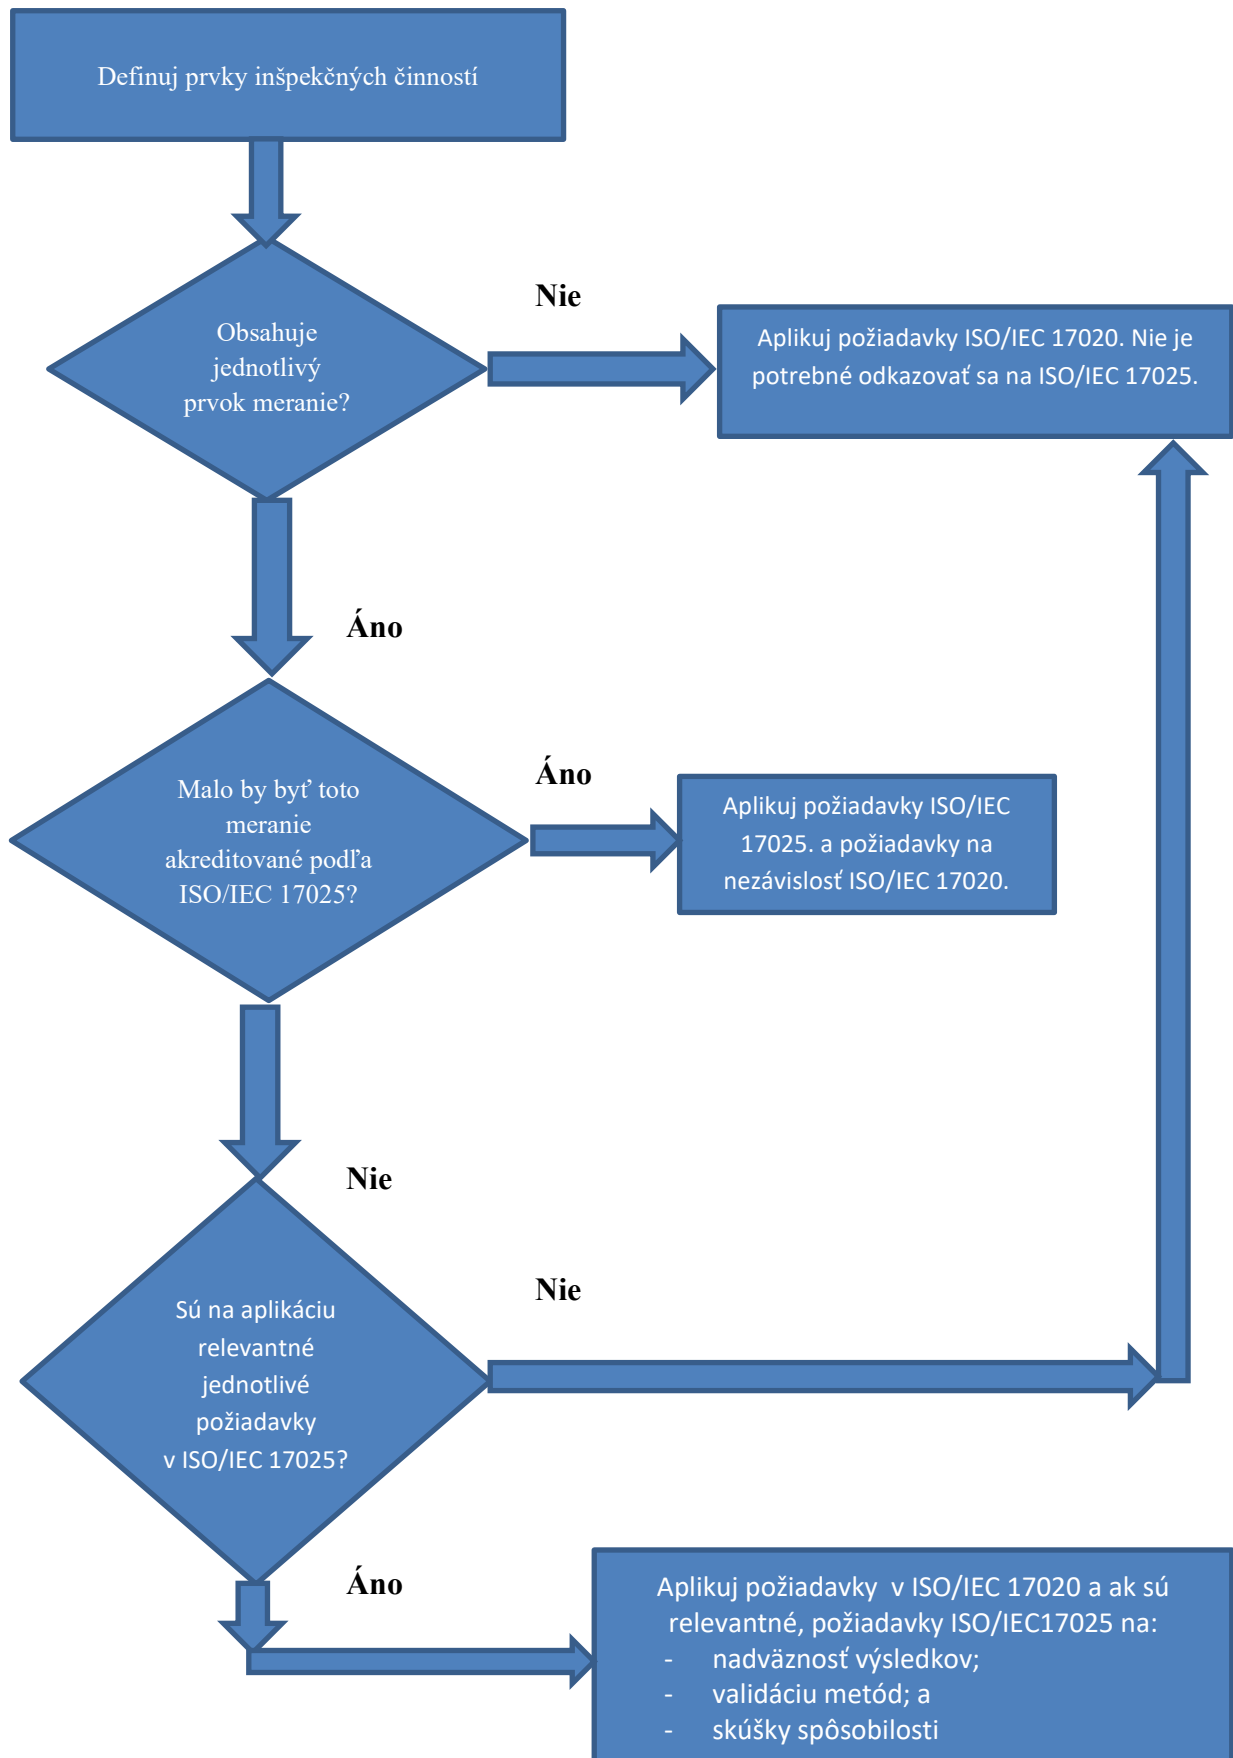 Definuj prvky inšpekčných činností
Nie
Obsahuje
jednotlivý
prvok meranie?
Aplikuj požiadavky ISO/IEC 17020. Nie je
potrebné odkazovať sa na ISO/IEC 17025.
Áno
Áno
Malo by byť toto
meranie
akreditované podľa
ISO/IEC 17025?
Aplikuj požiadavky ISO/IEC
17025. a požiadavky na
nezávislosť ISO/IEC 17020.
Nie
Nie
Sú na aplikáciu
relevantné
jednotlivé
požiadavky
v ISO/IEC 17025?
Áno
Aplikuj požiadavky v ISO/IEC 17020 a ak sú
relevantné, požiadavky ISO/IEC17025 na:
- nadväznosť výsledkov;
- validáciu metód; a
- skúšky spôsobilosti